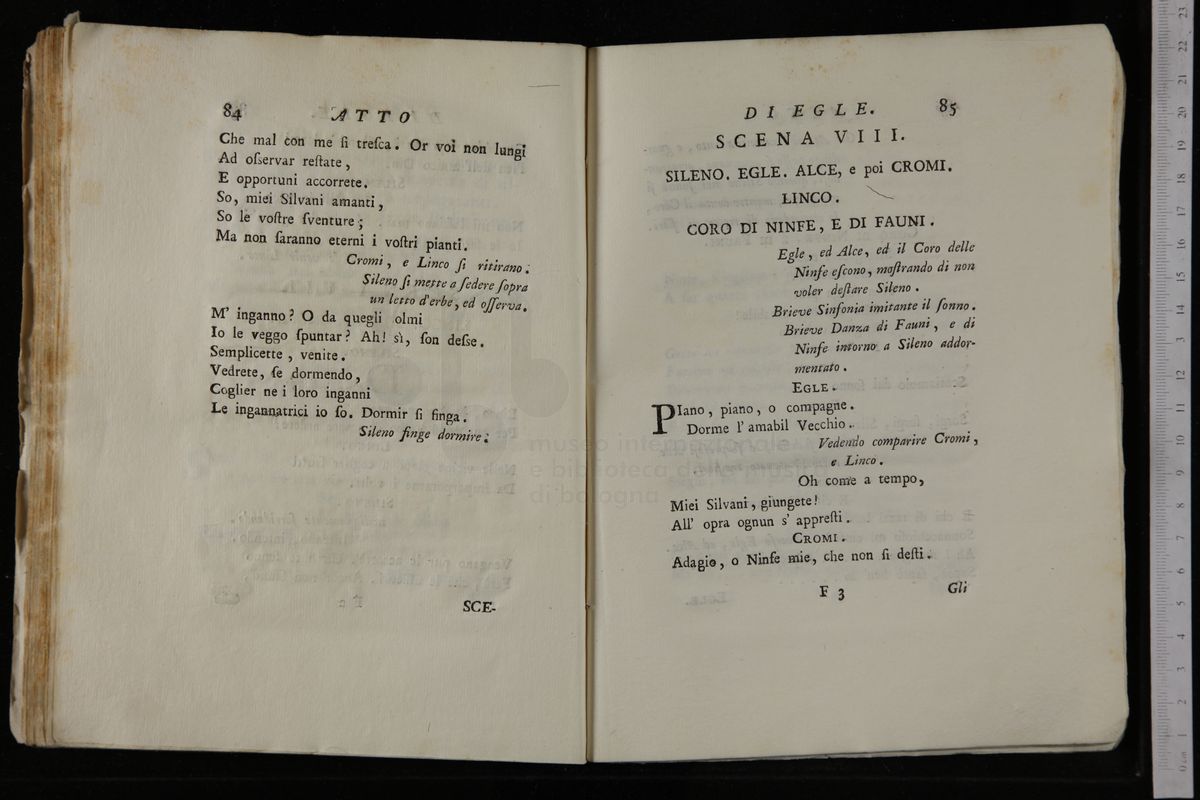 84 ATTO
Che mal con me ſi treſca. Or voi non lungi
Ad oſservar reſtate,
E opportuni accorrete.
So, miei Silvani amanti,
So le voſtre ſventure;
Ma non ſaranno eterni i voſtri pianti.
Cromi, e Linco ſi ritirano.
Sileno ſi mette a ſedere ſopra
un letto d'erbe, ed oſſerva.
M' inganno? O da quegli olmi
Io le veggo ſpuntar? Ah! sì, ſon deſse.
Semplicette, venite.
Vedrete, ſe dormendo,
Coglier ne i loro inganni
Le ingannatrici io ſo. Dormir ſi finga.
Sileno finge dormire.
SCE-
DI EGLE. 85
SCENA VIII.
SILENO. EGLE. ALCE, e poi CROMI.
LINCO.
CORO DI NINFE, E DI FAUNI.
Egle, ed Alce, ed il Coro delle
Ninfe eſcono, moſtrando di non
voler deſtare Sileno.
Brieve Sinfonia imitante il ſonno.
Brieve Danza di Fauni, e di
Ninfe intorno a Sileno addor-
mentato.
EGLE.
PIano, piano, o compagne.
Dorme l' amabil Vecchio.
Vedendo comparire Cromi,
e Linco.
Oh come a tempo,
Miei Silvani, giungete!
All' opra ognun s' appreſti.
CROMI.
Adagio, o Ninfe mie, che non ſi deſti.
F 3 Gli
museo internazionale
e biblioteca della musica
di bologna